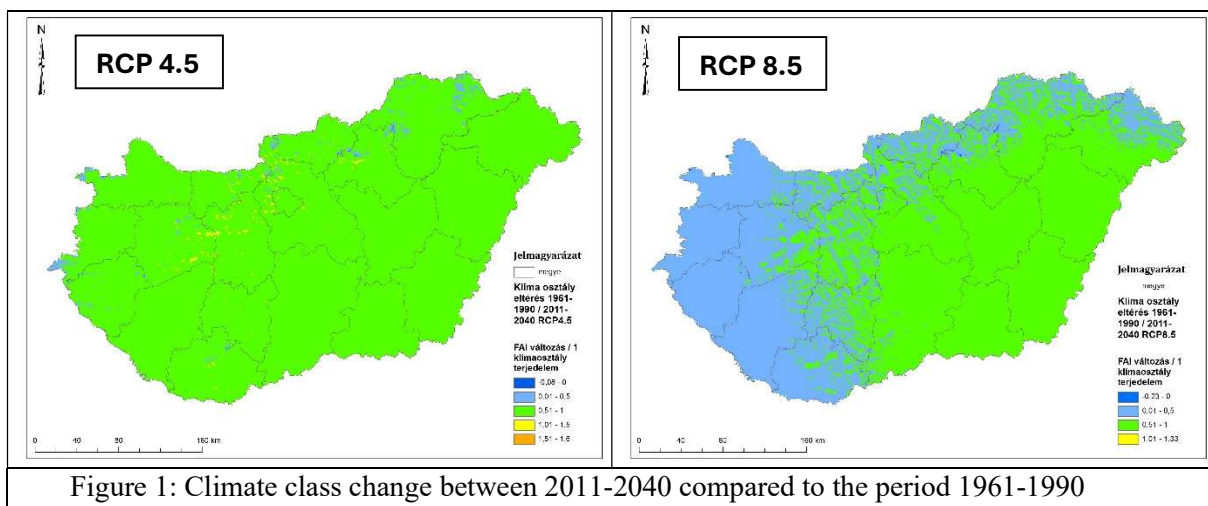 N
RCP 4.5
Jelmagyarázat
megye
Klíma osztály
eltérés 1961-
1990 / 2011-
2040 RCP4.5
FAI változás / 1
klímaosztály
terjedelem
-0,08 - 0
0,01 - 0,5
0,51 - 1
1,01 - 1,5
1,51 - 1,6
0 40 80 160 km
N
RCP 8.5
Jelmagyarázat
megye
Klíma osztály
eltérés 1961-
1990 / 2011-
2040 RCP8.5
FAI változás / 1
klímaosztály
terjedelem
-0,23 - 0
0,01 - 0,5
0,51 - 1
1,01 - 1,33
0 40 80 160 km
Figure 1: Climate class change between 2011-2040 compared to the period 1961-1990